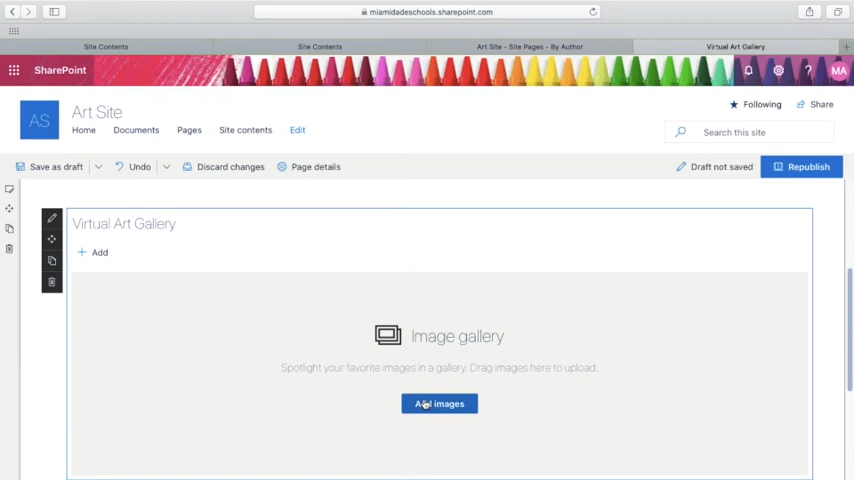 miamidadeschools.sharepoint.com
Site Contents
Site Contents
Art Site - Site Pages - By Author
Virtual Art Gallery
SharePoint
MA
AS
Art Site
Following
Share
Home
Documents
Pages
Site contents
Edit
Search this site
Save as draft
Undo
Discard changes
Page details
Draft not saved
Republish
Virtual Art Gallery
+ Add
Image gallery
Spotlight your favorite images in a gallery. Drag images here to upload.
Add images